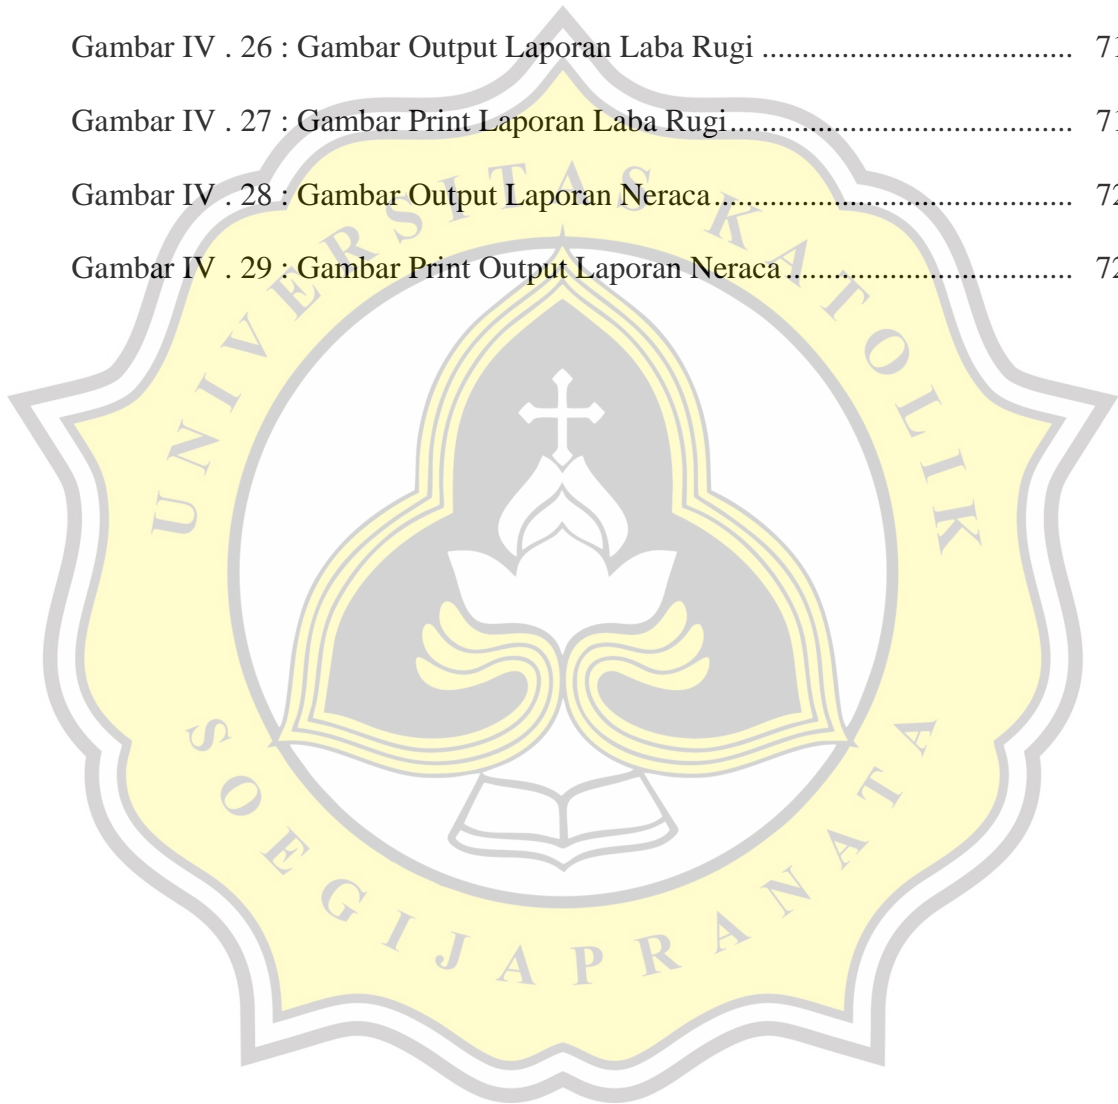 Gambar IV . 26 : Gambar Output Laporan Laba Rugi .................................... 71
Gambar IV . 27 : Gambar Print Laporan Laba Rugi........................................ 71
Gambar IV . 28 : Gambar Output Laporan Neraca ......................................... 72
Gambar IV . 29 : Gambar Print Output Laporan Neraca ................................. 72
UNIVERSITAS KATOLIK
SOEGIJAPRANATA